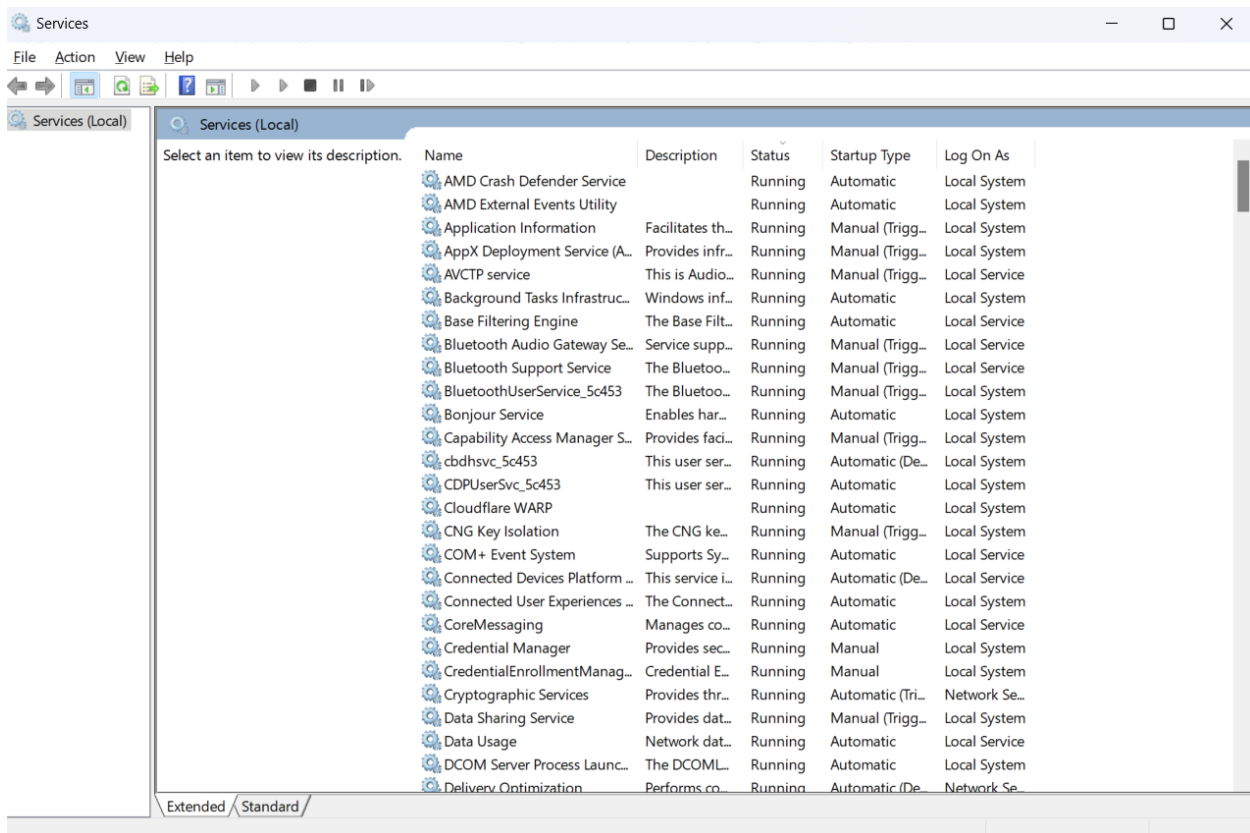 Services
File Action View Help
Services (Local)
Services (Local)
Select an item to view its description.
Name Description Status Startup Type Log On As
AMD Crash Defender Service Running Automatic Local System
AMD External Events Utility Running Automatic Local System
Application Information Facilitates th... Running Manual (Trigg... Local System
AppX Deployment Service (A... Provides infr... Running Manual (Trigg... Local System
AVCTP service This is Audio... Running Manual (Trigg... Local Service
Background Tasks Infrastruc... Windows inf... Running Automatic Local System
Base Filtering Engine The Base Filt... Running Automatic Local Service
Bluetooth Audio Gateway Se... Service supp... Running Manual (Trigg... Local Service
Bluetooth Support Service The Bluetoo... Running Manual (Trigg... Local Service
BluetoothUserService_5c453 The Bluetoo... Running Manual (Trigg... Local System
Bonjour Service Enables har... Running Automatic Local System
Capability Access Manager S... Provides faci... Running Manual (Trigg... Local System
cbdhsvc_5c453 This user ser... Running Automatic (De... Local System
CDPUserSvc_5c453 This user ser... Running Automatic Local System
Cloudflare WARP Running Automatic Local System
CNG Key Isolation The CNG ke... Running Manual (Trigg... Local System
COM+ Event System Supports Sy... Running Automatic Local Service
Connected Devices Platform ... This service i... Running Automatic (De... Local Service
Connected User Experiences ... The Connect... Running Automatic Local System
CoreMessaging Manages co... Running Automatic Local Service
Credential Manager Provides sec... Running Manual Local System
CredentialEnrollmentManag... Credential E... Running Manual Local System
Cryptographic Services Provides thr... Running Automatic (Tri... Network Se...
Data Sharing Service Provides dat... Running Manual (Trigg... Local System
Data Usage Network dat... Running Automatic Local Service
DCOM Server Process Launc... The DCOML... Running Automatic Local System
Delivery Optimization Performs co... Running Automatic (De... Network Se...
Extended Standard